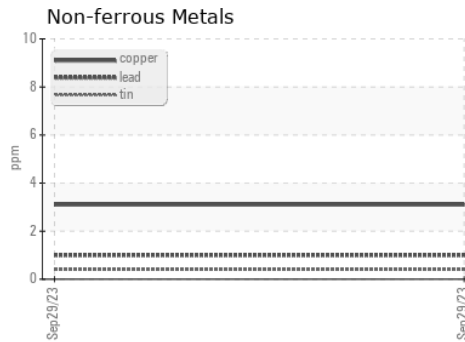 Non-ferrous Metals
10
8
6
4
2
0
ppm
copper
lead
tin
Sep29/23
Sep29/23